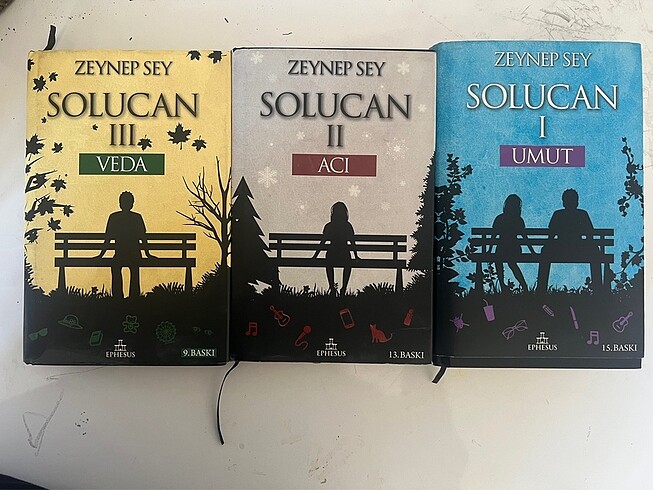 ZEYNEP SEY
SOLUCAN
III
VEDA
EPHESUS
9. BASKI
ZEYNEP SEY
SOLUCAN
II
ACI
EPHESUS
13. BASKI
ZEYNEP SEY
SOLUCAN
I
UMUT
EPHESUS
15. BASKI